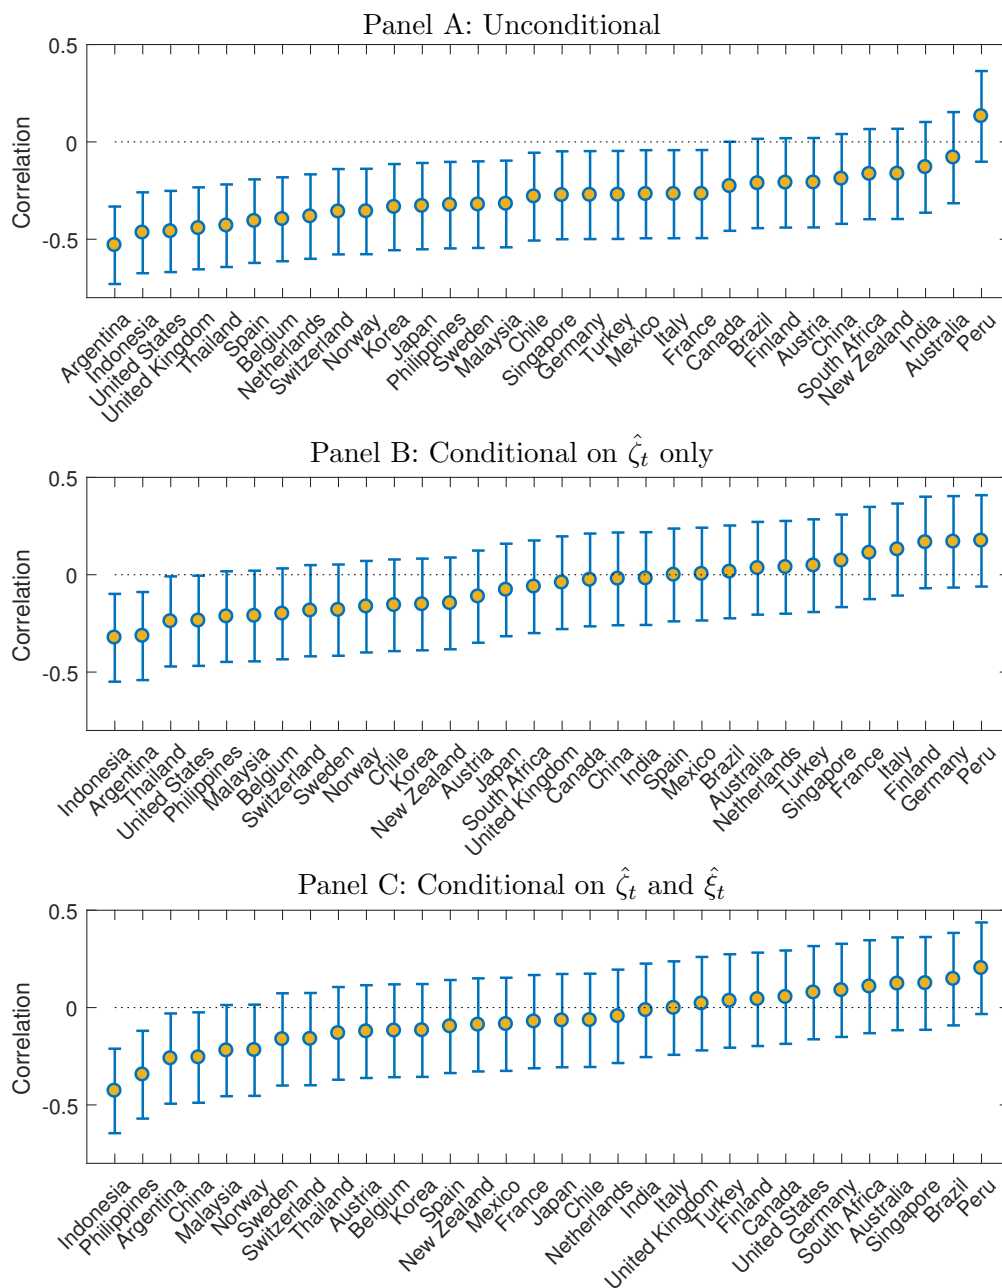 Panel A: Unconditional
0.5
0
-0.5
Correlation
Argentina
Indonesia
United States
United Kingdom
Thailand
Spain
Belgium
Netherlands
Switzerland
Norway
Korea
Japan
Philippines
Sweden
Malaysia
Chile
Singapore
Germany
Turkey
Mexico
Italy
France
Canada
Brazil
Finland
Austria
China
South Africa
New Zealand
India
Australia
Peru
Panel B: Conditional on ζ̂ₜ only
0.5
0
-0.5
Correlation
Indonesia
Argentina
Thailand
United States
Philippines
Malaysia
Belgium
Switzerland
Sweden
Norway
Chile
Korea
New Zealand
Austria
Japan
South Africa
United Kingdom
Canada
China
India
Spain
Mexico
Brazil
Australia
Netherlands
Turkey
Singapore
France
Italy
Finland
Germany
Peru
Panel C: Conditional on ζ̂ₜ and ξ̂ₜ
0.5
0
-0.5
Correlation
Indonesia
Philippines
Argentina
China
Malaysia
Norway
Sweden
Switzerland
Thailand
Austria
Belgium
Korea
Spain
New Zealand
Mexico
France
Japan
Chile
Netherlands
India
Italy
United Kingdom
Turkey
Finland
Canada
United States
Germany
South Africa
Australia
Singapore
Brazil
Peru